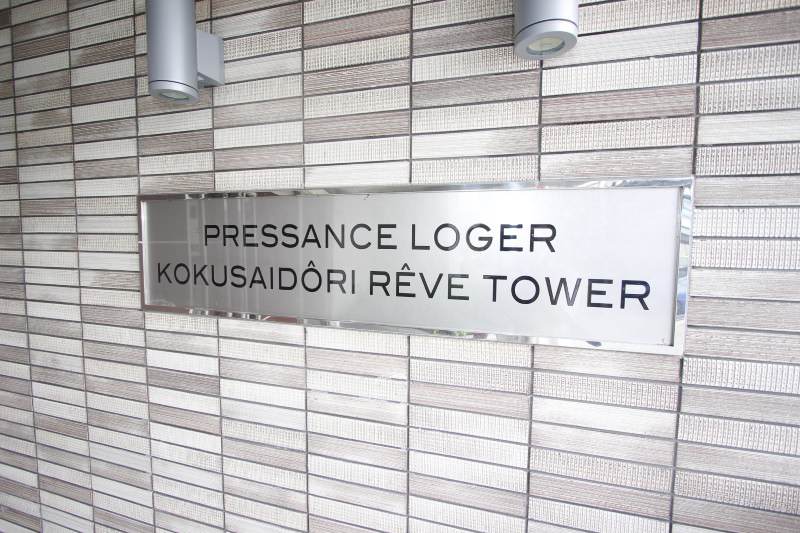 PRESSANCE LOGER
KOKUSAIDÔRI RÊVE TOWER